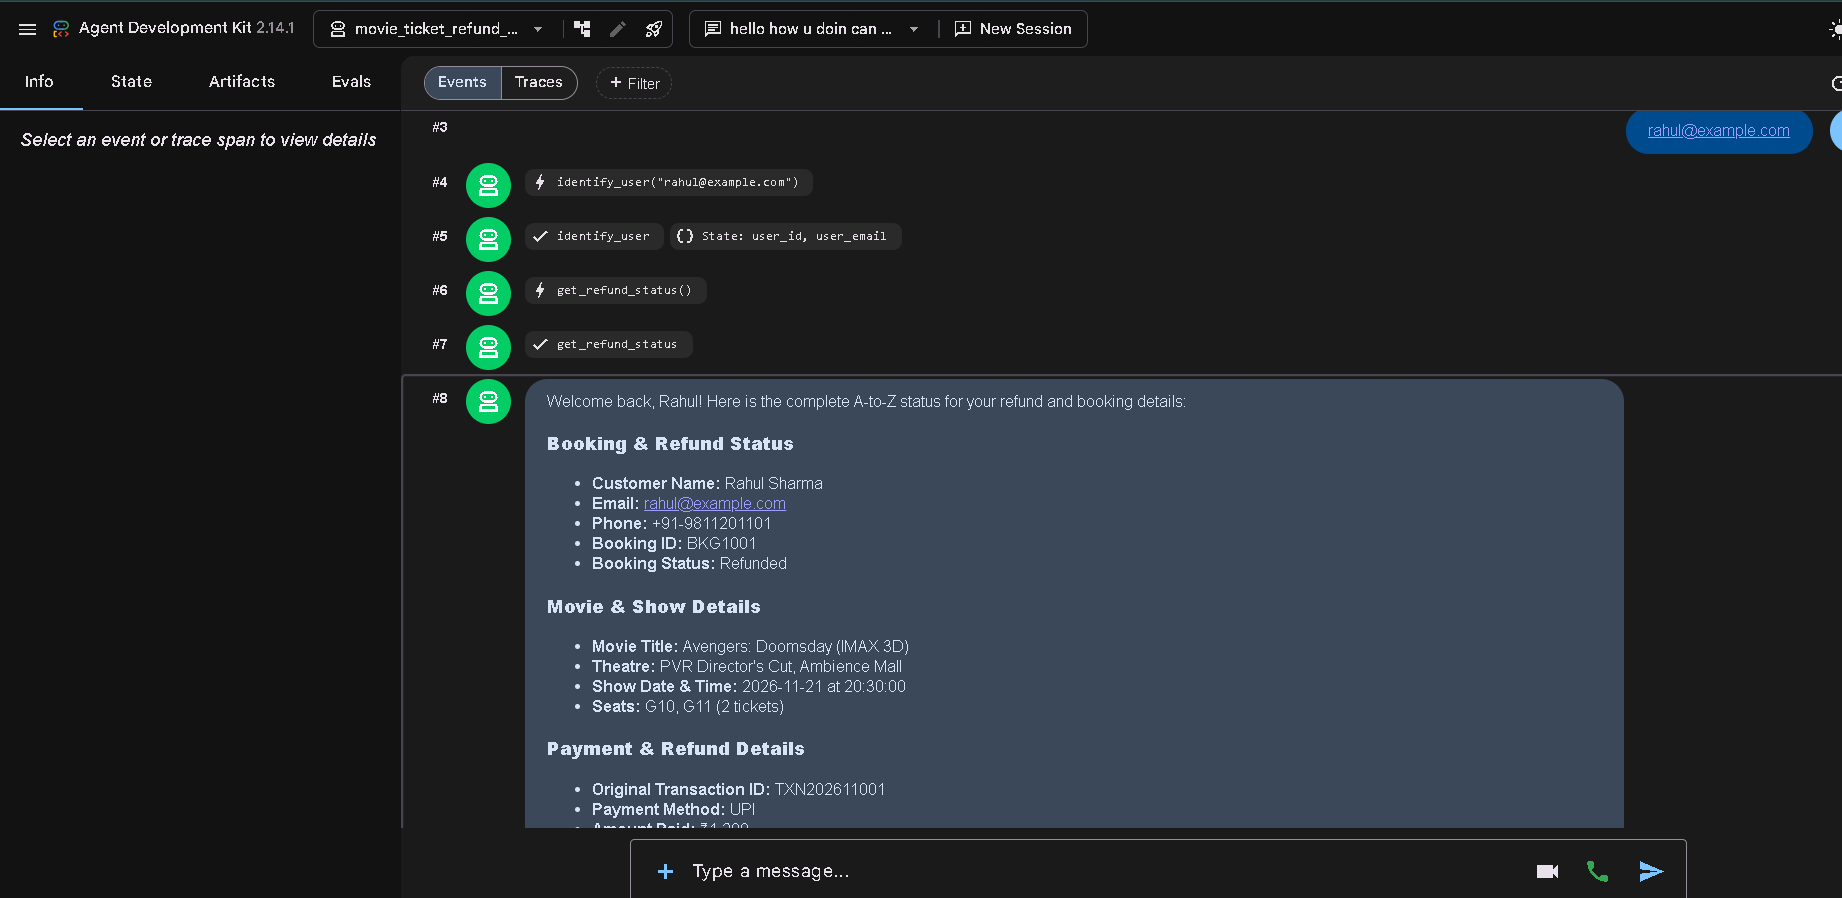 Agent Development Kit 2.14.1
movie_ticket_refund_...
hello how u doin can ...
New Session
Info State Artifacts Evals
Events Traces + Filter
Select an event or trace span to view details
#3
rahul@example.com
#4 identify_user("rahul@example.com")
#5 identify_user {} State: user_id, user_email
#6 get_refund_status()
#7 get_refund_status
#8
Welcome back, Rahul! Here is the complete A-to-Z status for your refund and booking details:
Booking & Refund Status
• Customer Name: Rahul Sharma
• Email: rahul@example.com
• Phone: +91-9811201101
• Booking ID: BKG1001
• Booking Status: Refunded
Movie & Show Details
• Movie Title: Avengers: Doomsday (IMAX 3D)
• Theatre: PVR Director's Cut, Ambience Mall
• Show Date & Time: 2026-11-21 at 20:30:00
• Seats: G10, G11 (2 tickets)
Payment & Refund Details
• Original Transaction ID: TXN202611001
• Payment Method: UPI
• Amount Paid:
Type a message...